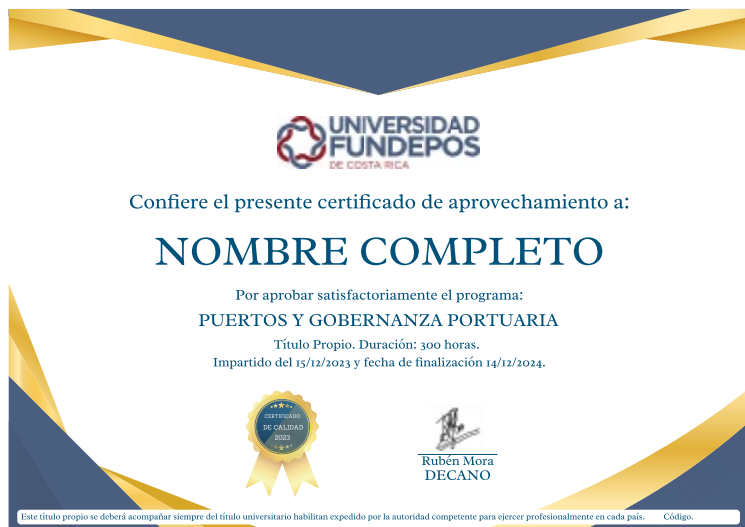 UNIVERSIDAD
FUNDEPOS
DE COSTA RICA
Confiere el presente certificado de aprovechamiento a:
NOMBRE COMPLETO
Por aprobar satisfactoriamente el programa:
PUERTOS Y GOBERNANZA PORTUARIA
Título Propio. Duración: 300 horas.
Impartido del 15/12/2023 y fecha de finalización 14/12/2024.
CERTIFICADO
DE CALIDAD
2023
Rubén Mora
DECANO
Este título propio se deberá acompañar siempre del título universitario habilitan expedido por la autoridad competente para ejercer profesionalmente en cada país. Código.